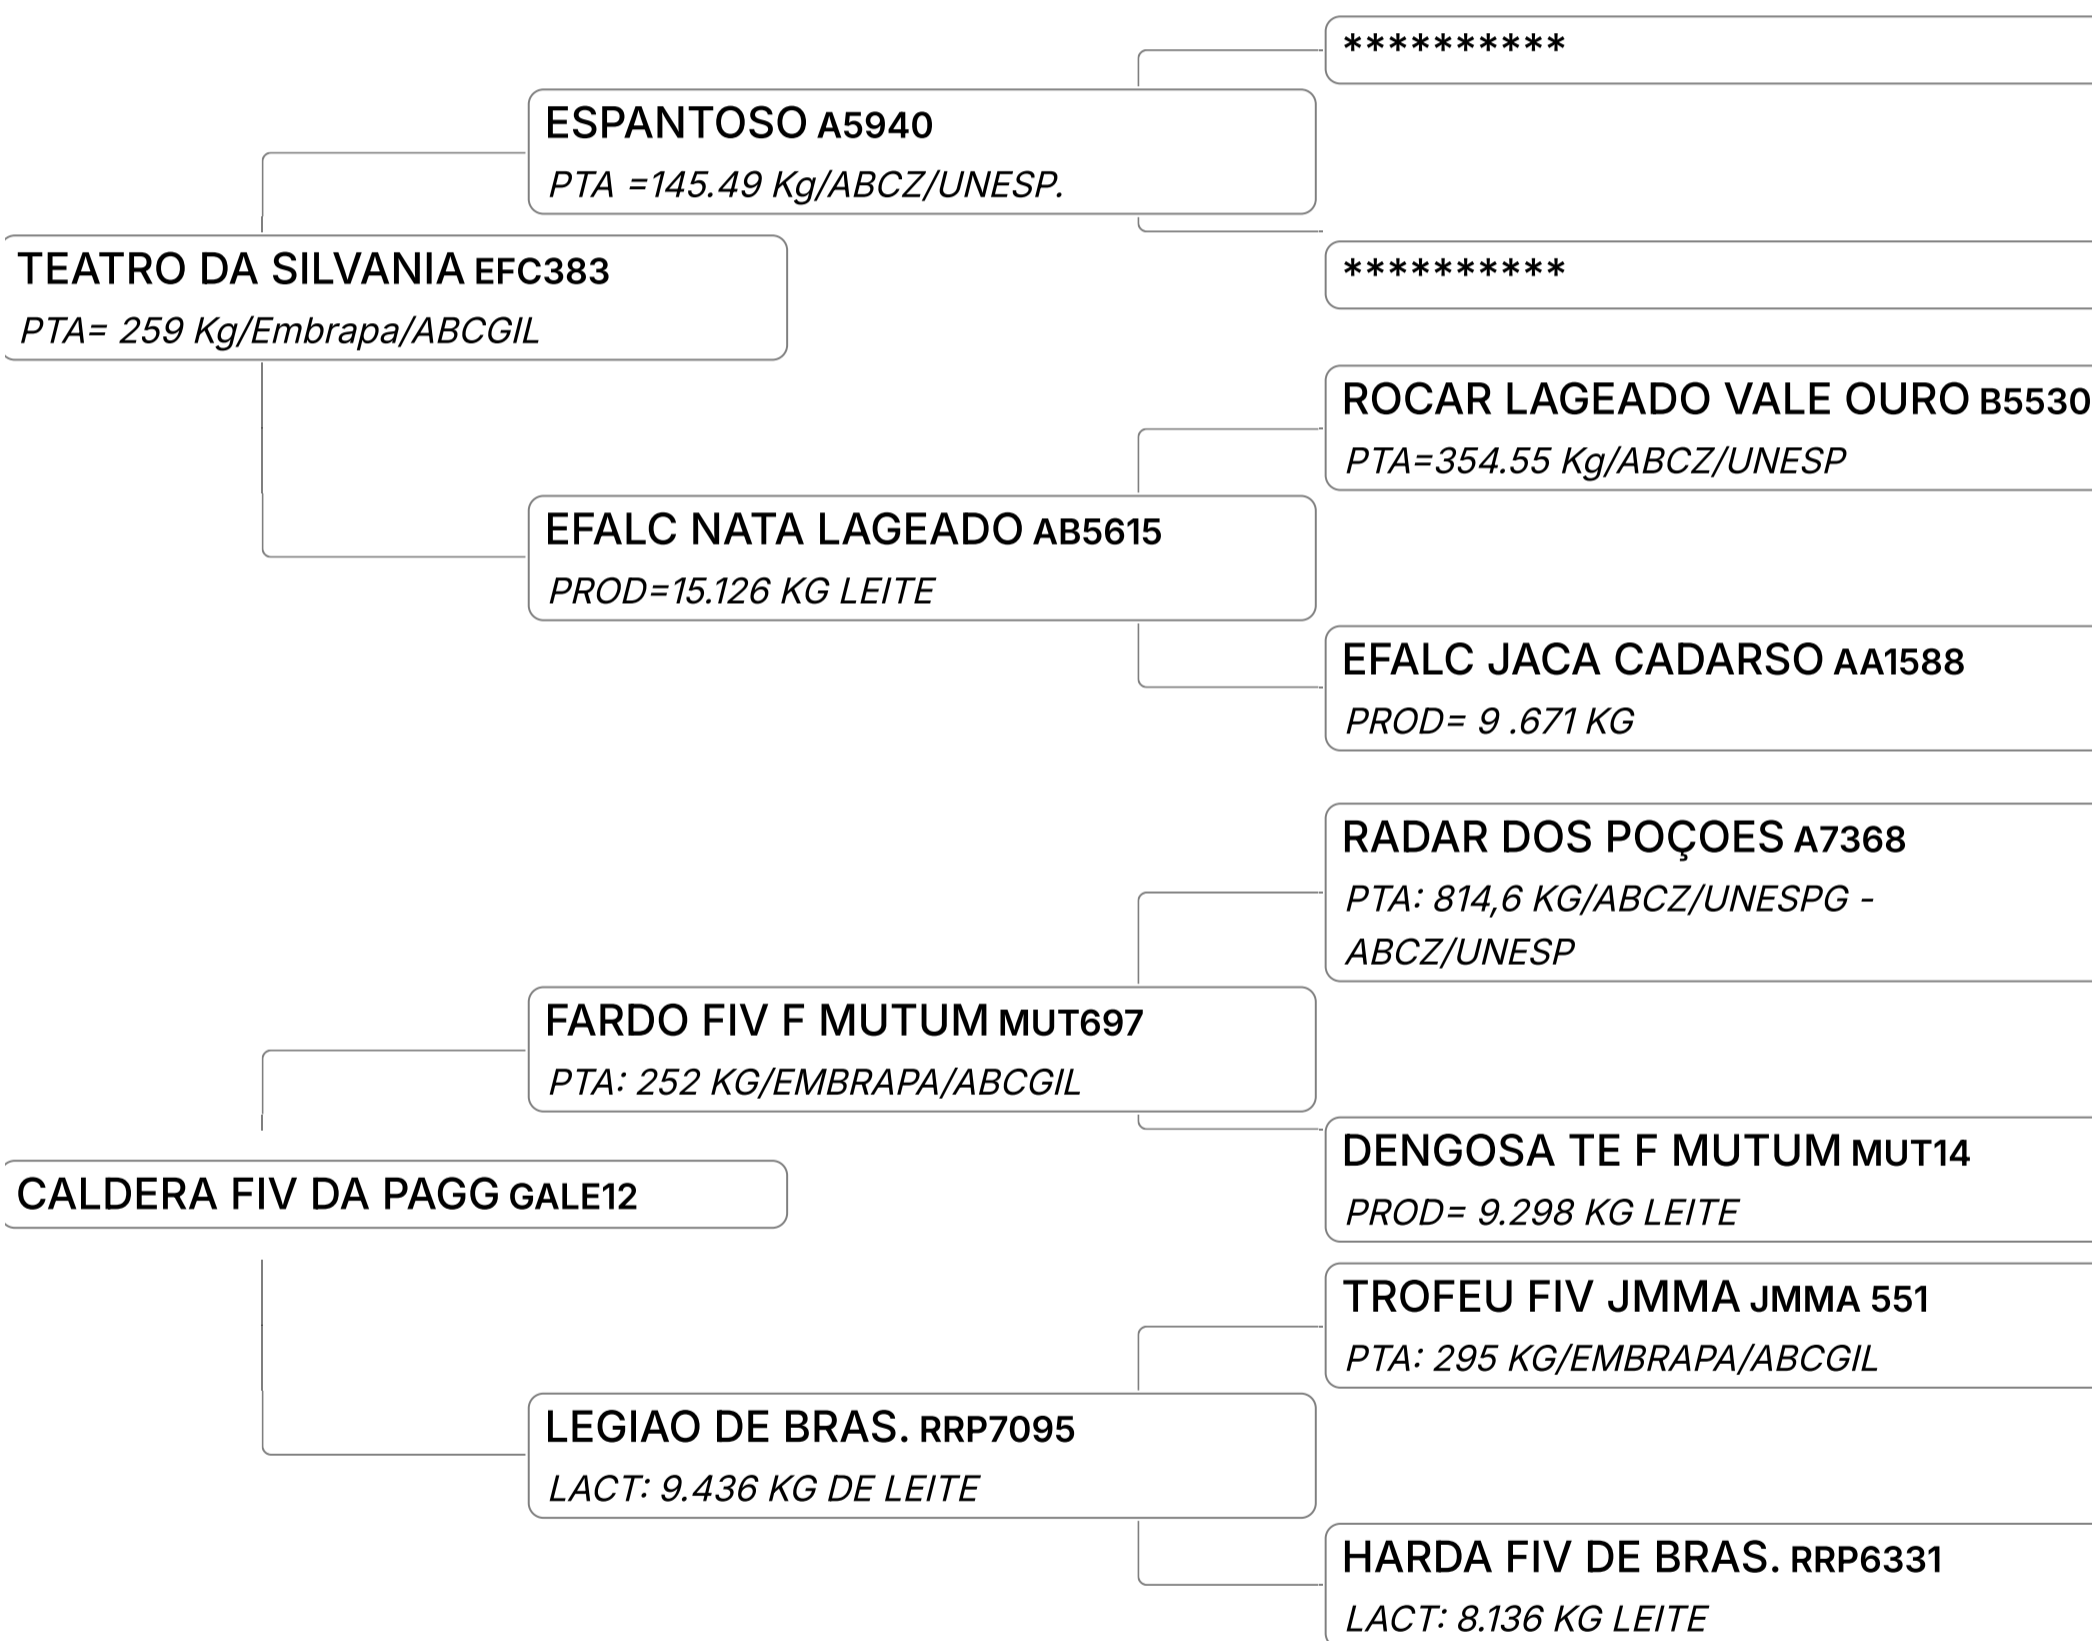 **********
ESPANTOSO A5940
PTA =145.49 Kg/ABCZ/UNESP.
TEATRO DA SILVANIA EFC383
PTA= 259 Kg/Embrapa/ABCGIL
**********
ROCAR LAGEADO VALE OURO B5530
PTA=354.55 Kg/ABCZ/UNESP
EFALC NATA LAGEADO AB5615
PROD=15.126 KG LEITE
EFALC JACA CADARSO AA1588
PROD= 9 .671 KG
RADAR DOS POÇOES A7368
PTA: 814,6 KG/ABCZ/UNESPG -
ABCZ/UNESP
FARDO FIV F MUTUM MUT697
PTA: 252 KG/EMBRAPA/ABCGIL
DENGOSA TE F MUTUM MUT14
PROD= 9.298 KG LEITE
CALDERA FIV DA PAGG GALE12
TROFEU FIV JMMA JMMA 551
PTA: 295 KG/EMBRAPA/ABCGIL
LEGIAO DE BRAS. RRP7095
LACT: 9.436 KG DE LEITE
HARDA FIV DE BRAS. RRP6331
LACT: 8.136 KG LEITE